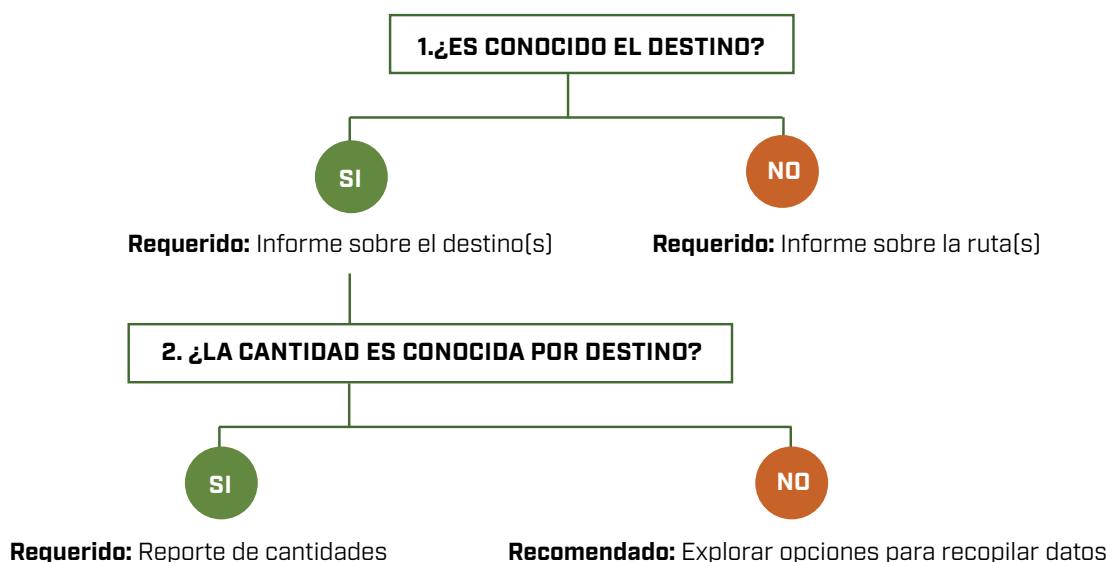 1.¿ES CONOCIDO EL DESTINO?
SI
NO
Requerido: Informe sobre el destino(s)
Requerido: Informe sobre la ruta(s)
2. ¿LA CANTIDAD ES CONOCIDA POR DESTINO?
SI
NO
Requerido: Reporte de cantidades
Recomendado: Explorar opciones para recopilar datos